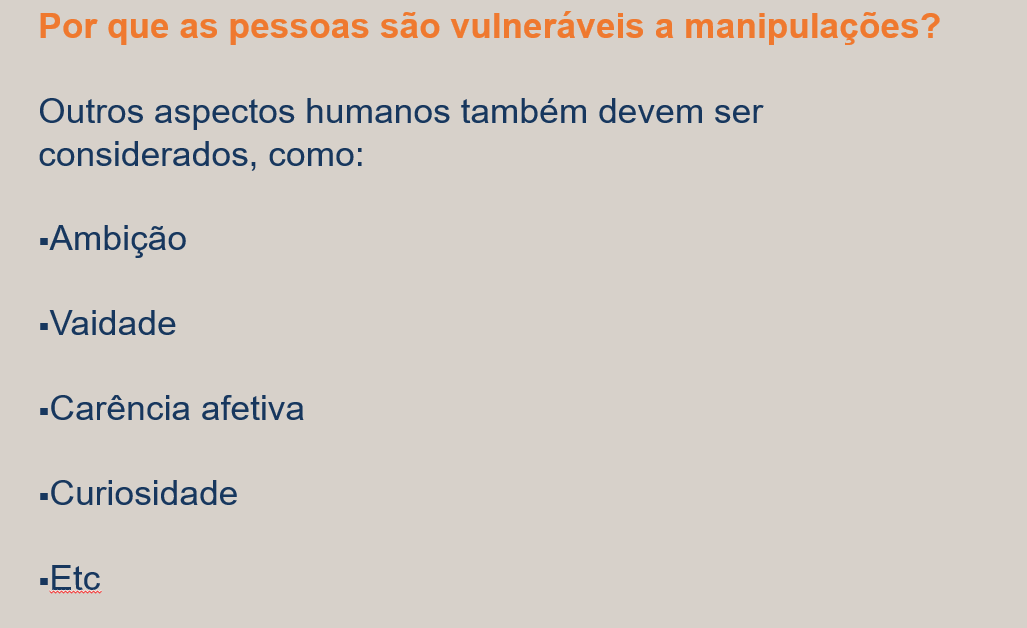 Por que as pessoas são vulneráveis a manipulações?
Outros aspectos humanos também devem ser
considerados, como:
▪Ambição
▪Vaidade
▪Carência afetiva
▪Curiosidade
▪Etc